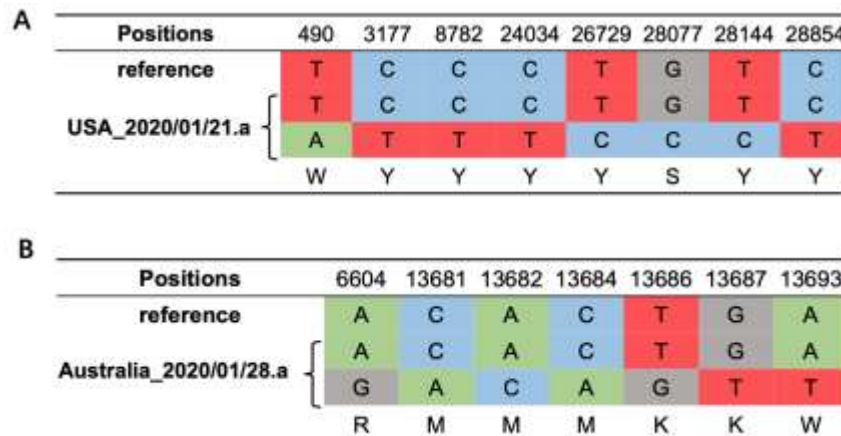 A
Positions 490 3177 8782 24034 26729 28077 28144 28854
reference T C C C T G T C
T C C C T G T C
USA_2020/01/21.a
A T T T C C C T
W Y Y Y Y S Y Y
B
Positions 6604 13681 13682 13684 13686 13687 13693
reference A C A C T G A
A C A C T G A
Australia_2020/01/28.a
G A C A G T T
R M M M K K W